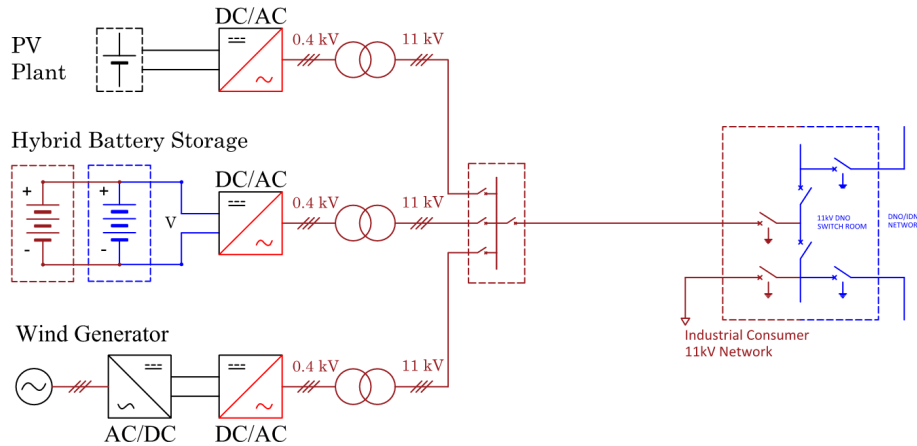 DC/AC
PV
Plant
0.4 kV
11 kV
Hybrid Battery Storage
DC/AC
+
+
-
-
V
0.4 kV
11 kV
11kV DNO
SWITCH ROOM
DNO/IDN
NETWOR
Industrial Consumer
11kV Network
Wind Generator
0.4 kV
11 kV
AC/DC
DC/AC